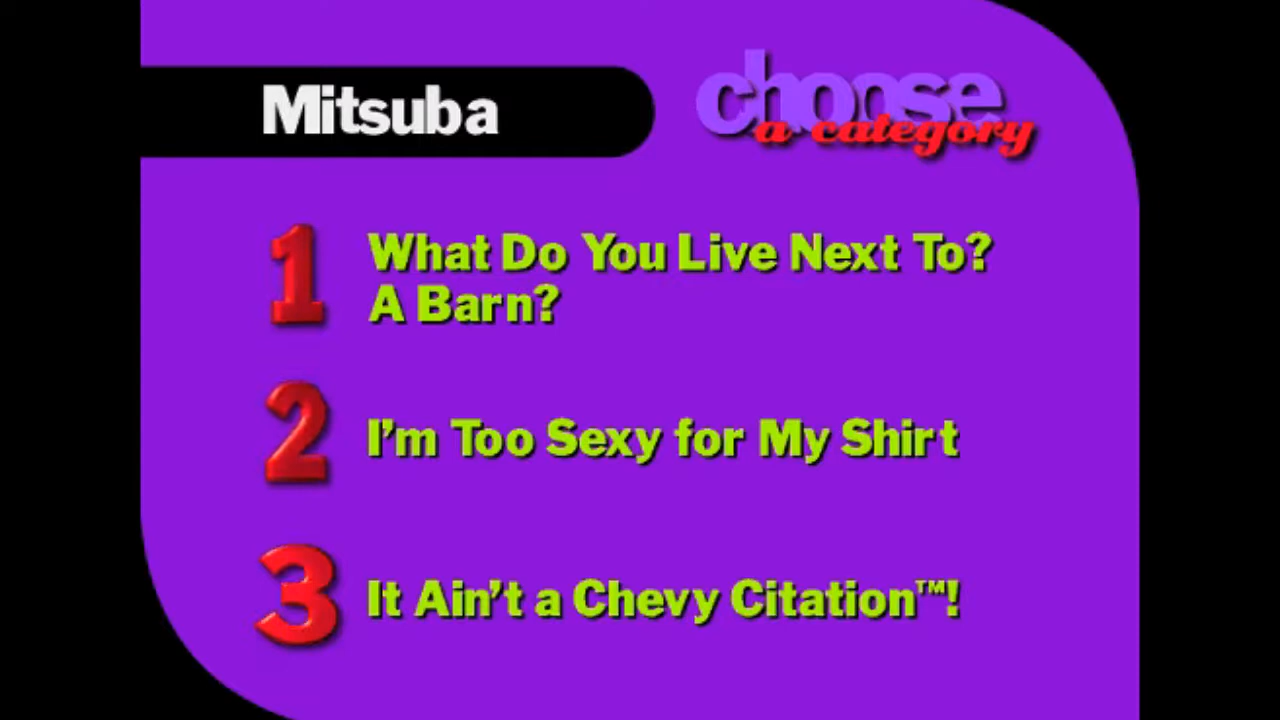 Mitsuba
choose
a category
1
What Do You Live Next To?
A Barn?
2
I'm Too Sexy for My Shirt
3
It Ain't a Chevy Citation™!